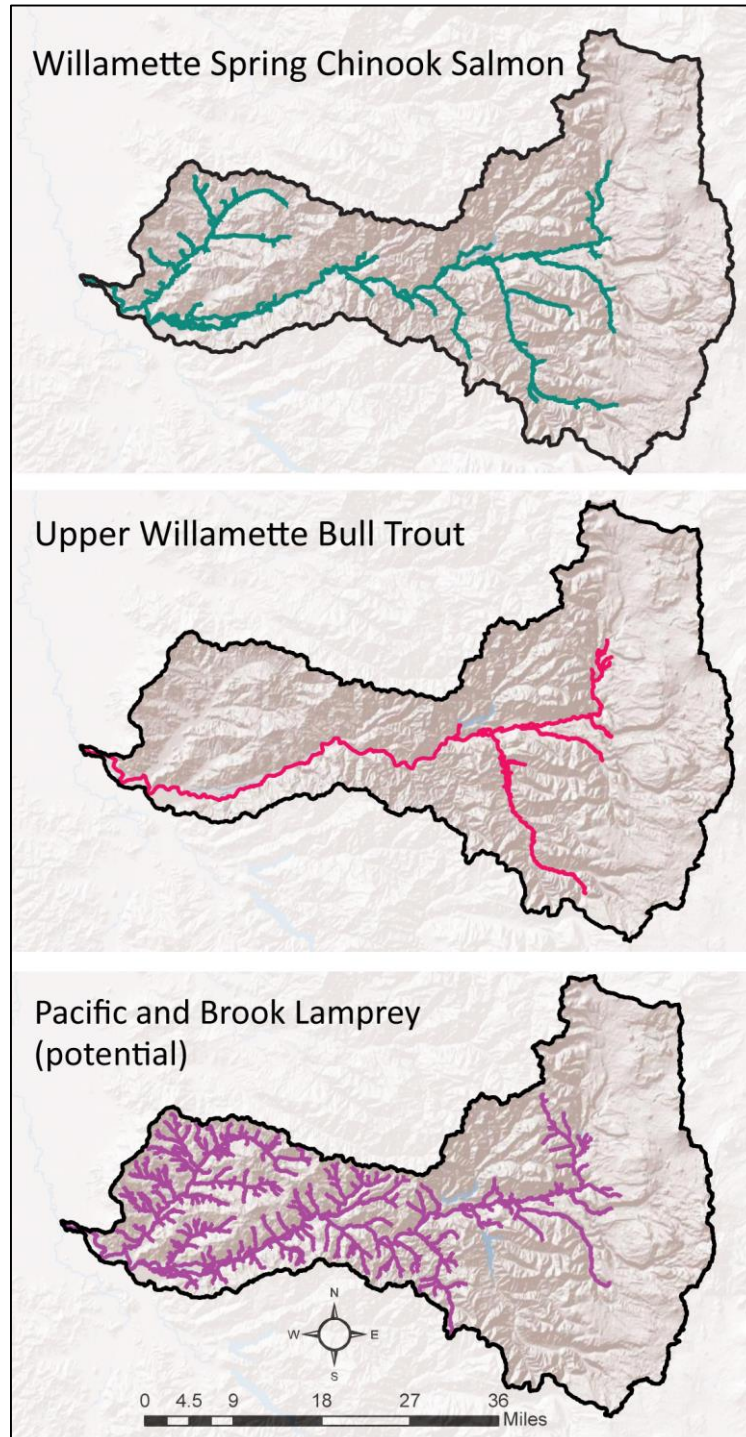 Willamette Spring Chinook Salmon
Upper Willamette Bull Trout
Pacific and Brook Lamprey
(potential)
N
W E
S
0 4.5 9 18 27 36
Miles